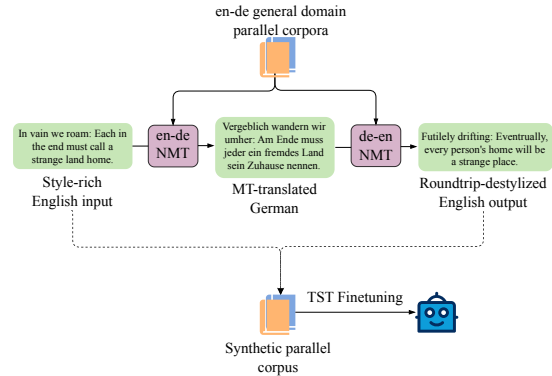 en-de general domain
parallel corpora
In vain we roam: Each in
the end must call a
strange land home.
en-de
NMT
Vergeblich wandern wir
umher: Am Ende muss
jeder ein fremdes Land
sein Zuhause nennen.
de-en
NMT
Futilely drifting: Eventually,
every person's home will be
a strange place.
Style-rich
English input
MT-translated
German
Roundtrip-destylized
English output
TST Finetuning
Synthetic parallel
corpus